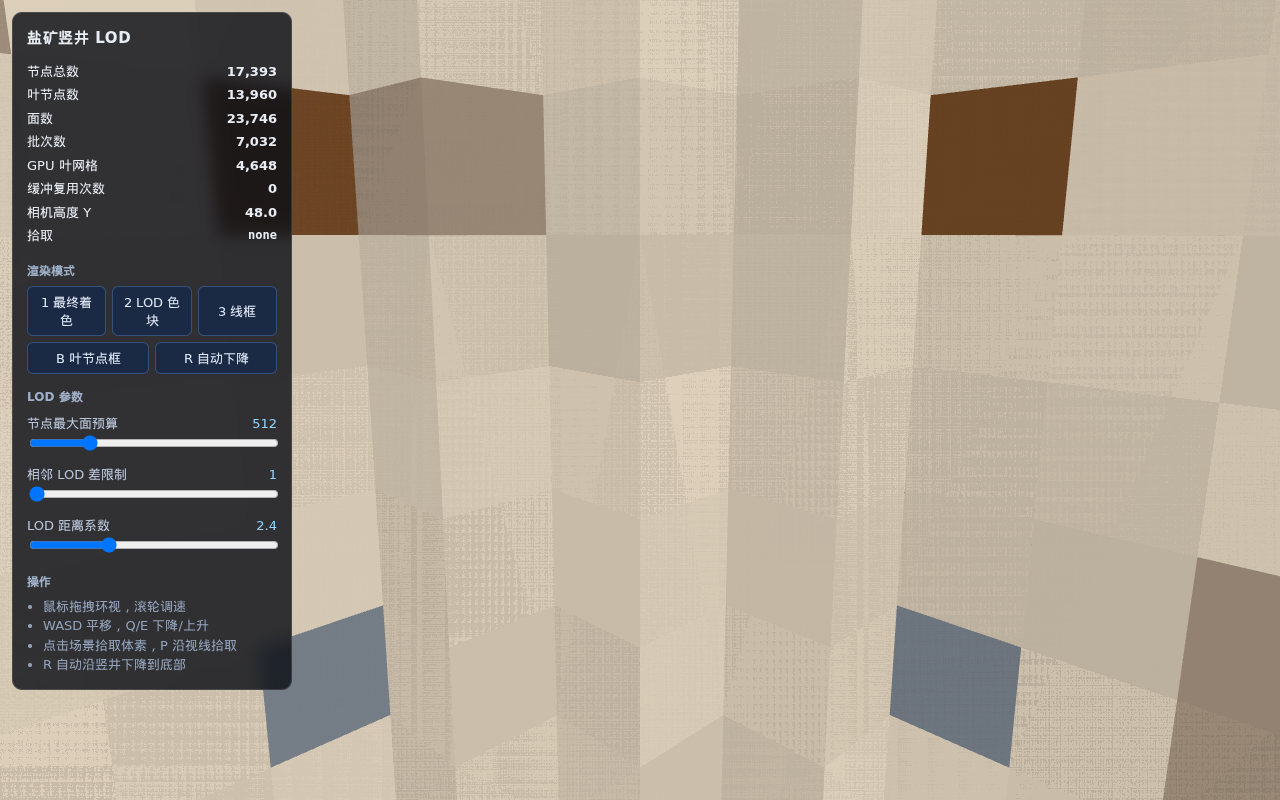 盐矿竖井 LOD
节点总数 17,393
叶节点数 13,960
面数 23,746
批次数 7,032
GPU 叶网格 4,648
缓冲复用次数 0
相机高度 Y 48.0
拾取 none
渲染模式
1 最终着色
2 LOD 色块
3 线框
B 叶节点框
R 自动下降
LOD 参数
节点最大面预算 512
相邻 LOD 差限制 1
LOD 距离系数 2.4
操作
• 鼠标拖拽环视，滚轮调速
• WASD 平移，Q/E 下降/上升
• 点击场景拾取体素，P 沿视线拾取
• R 自动沿竖井下降到底部